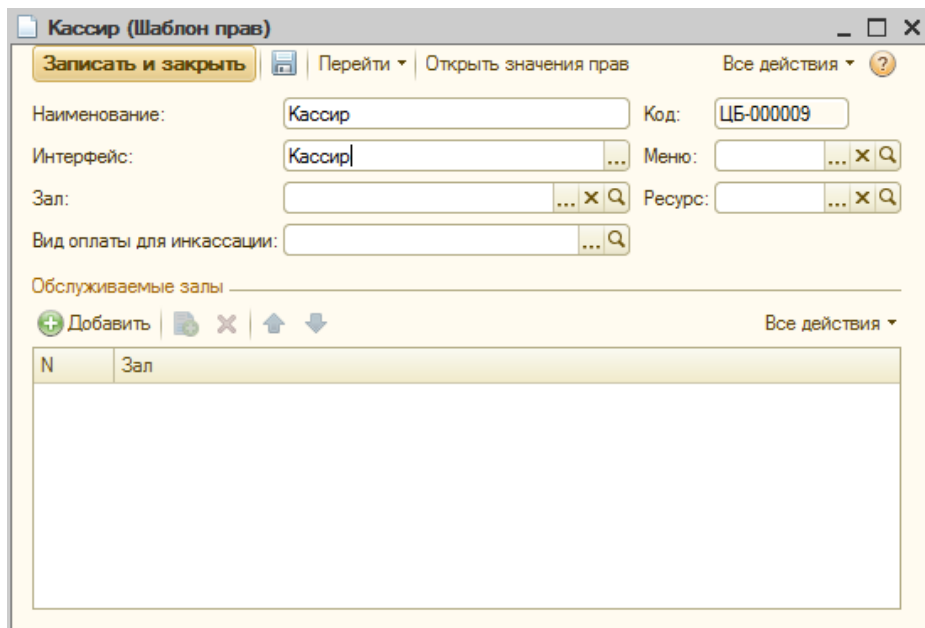 Кассир (Шаблон прав)
Записать и закрыть Перейти Открыть значения прав Все действия ?
Наименование: Кассир Код: ЦБ-000009
Интерфейс: Кассир ... Меню: ...
Зал: ... Ресурс: ...
Вид оплаты для инкассации: ...
Обслуживаемые залы
Добавить Все действия
N Зал